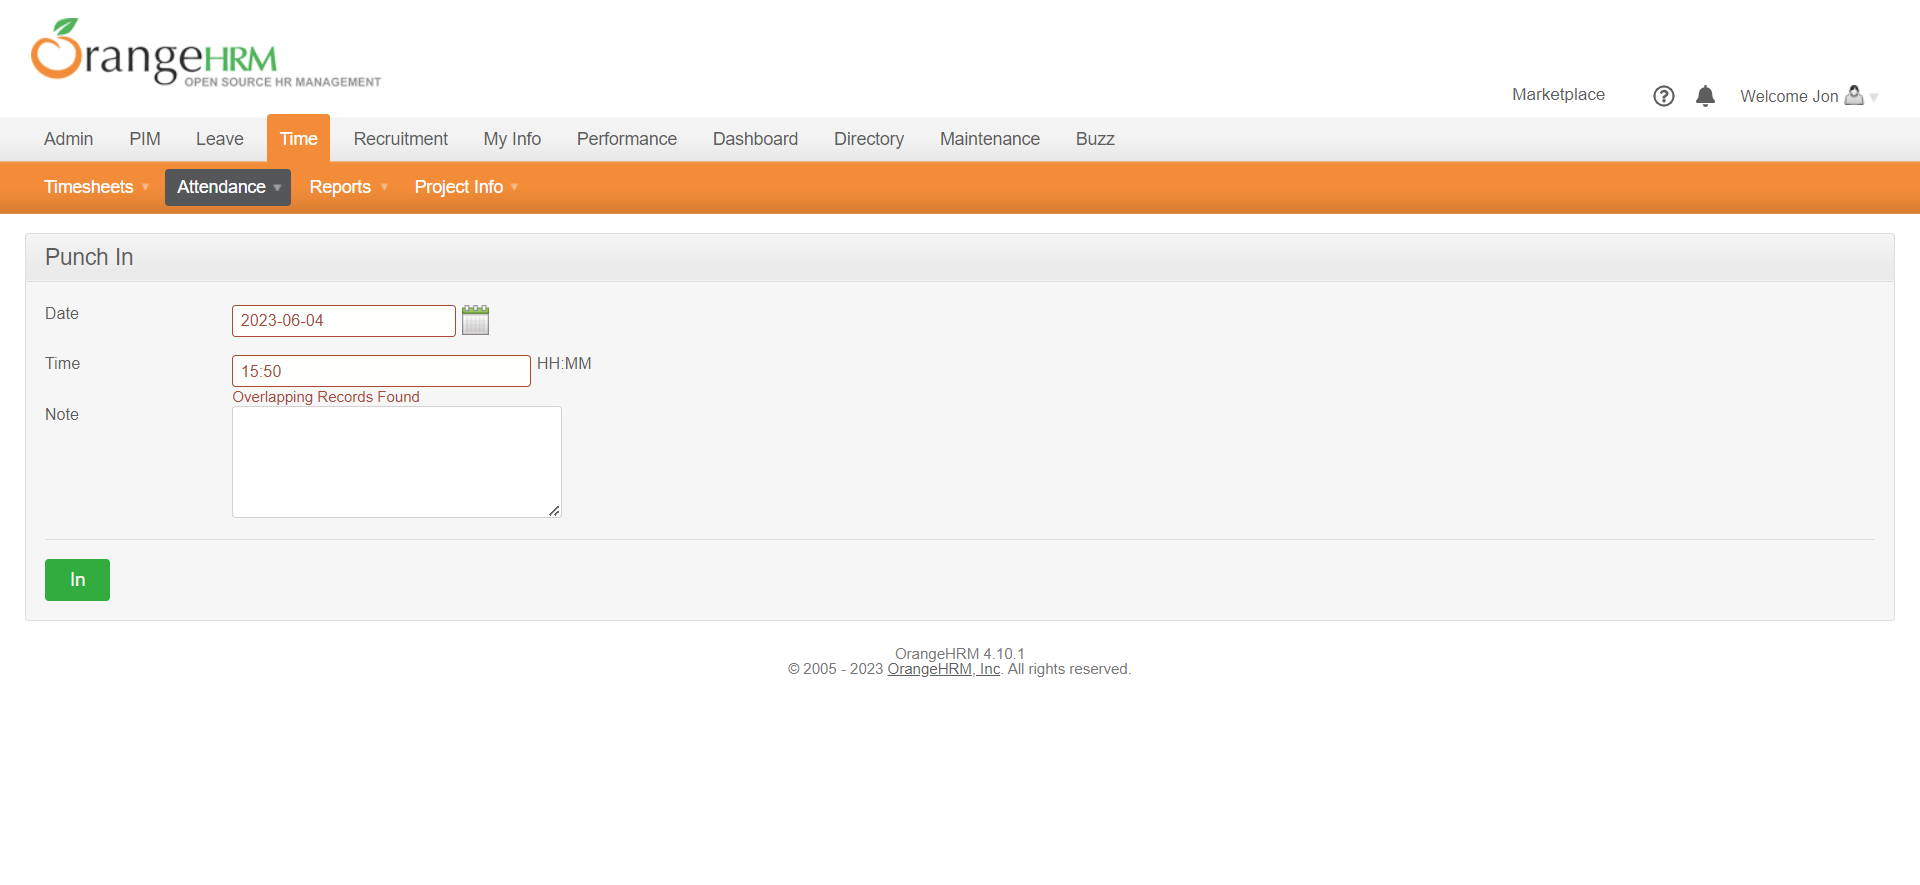 OrangeHRM
OPEN SOURCE HR MANAGEMENT
Marketplace
?
Welcome Jon
Admin PIM Leave Time Recruitment My Info Performance Dashboard Directory Maintenance Buzz
Timesheets Attendance Reports Project Info
Punch In
Date 2023-06-04
Time 15:50 HH:MM
Overlapping Records Found
Note
In
OrangeHRM 4.10.1
© 2005 - 2023 OrangeHRM, Inc. All rights reserved.